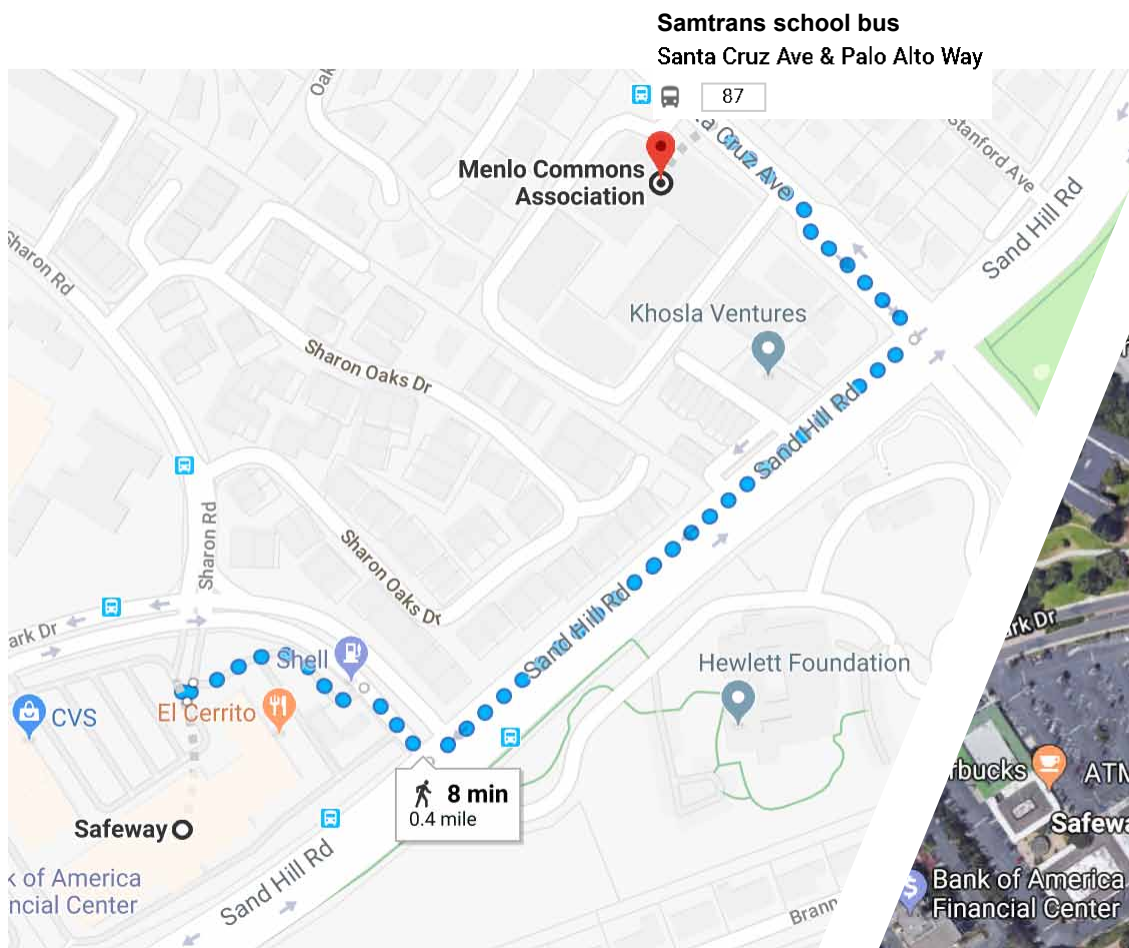 Samtrans school bus
Santa Cruz Ave & Palo Alto Way
87
Oak
ta Cruz Ave
Stanford Ave
Menlo Commons
Association
Sand Hill Rd
Sharon Rd
Khosla Ventures
Sharon Oaks Dr
Sand Hill Rd
Sharon Rd
Sharon Oaks Dr
ark Dr
Sand Hill Rd
ark Dr
Shell
Hewlett Foundation
CVS
El Cerrito
rbucks
ATM
8 min
0.4 mile
Safeway
Safewa
Sand Hill Rd
k of America
ncial Center
Bank of America
Financial Center
Brann